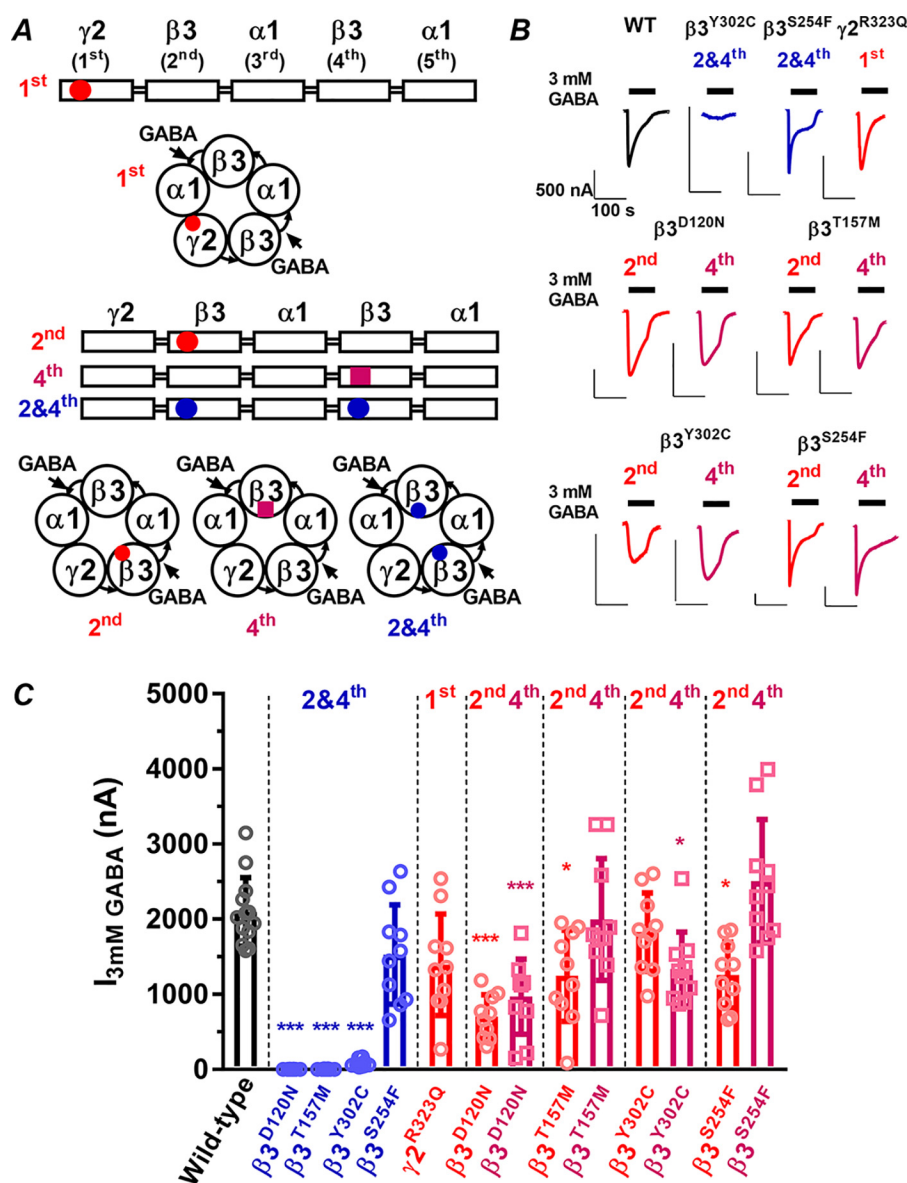 A
γ2 β3 α1 β3 α1
(1st) (2nd) (3rd) (4th) (5th)
1st
GABA
β3
1st
α1 α1
γ2 β3
GABA
γ2 β3 α1 β3 α1
2nd
4th
2&4th
GABA GABA GABA
β3 β3 β3
α1 α1 α1 α1 α1 α1
γ2 β3 γ2 β3 γ2 β3
GABA GABA GABA
2nd 4th 2&4th
B
WT β3Y302C β3S254F γ2R323Q
2&4th 2&4th 1st
3 mM
GABA
500 nA
100 s
β3D120N β3T157M
3 mM
GABA
2nd 4th 2nd 4th
β3Y302C β3S254F
3 mM
GABA
2nd 4th 2nd 4th
C
2&4th 1st 2nd 4th 2nd 4th 2nd 4th 2nd 4th
I3mM GABA (nA)
5000
4000
3000
2000
1000
0
*** *** *** *** *** * * *
Wild-type β3D120N β3T157M β3Y302C β3S254F γ2R323Q β3D120N β3D120N β3T157M β3T157M β3Y302C β3Y302C β3S254F β3S254F